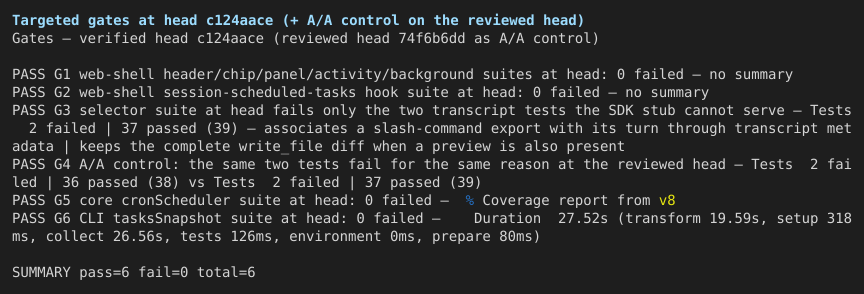 Targeted gates at head c124aace (+ A/A control on the reviewed head)
Gates — verified head c124aace (reviewed head 74f6b6dd as A/A control)
PASS G1 web-shell header/chip/panel/activity/background suites at head: 0 failed — no summary
PASS G2 web-shell session-scheduled-tasks hook suite at head: 0 failed — no summary
PASS G3 selector suite at head fails only the two transcript tests the SDK stub cannot serve — Tests
2 failed | 37 passed (39) — associates a slash-command export with its turn through transcript met
adata | keeps the complete write_file diff when a preview is also present
PASS G4 A/A control: the same two tests fail for the same reason at the reviewed head — Tests  2 fai
led | 36 passed (38) vs Tests  2 failed | 37 passed (39)
PASS G5 core cronScheduler suite at head: 0 failed —  % Coverage report from v8
PASS G6 CLI tasksSnapshot suite at head: 0 failed —    Duration  27.52s (transform 19.59s, setup 318
ms, collect 26.56s, tests 126ms, environment 0ms, prepare 80ms)
SUMMARY pass=6 fail=0 total=6